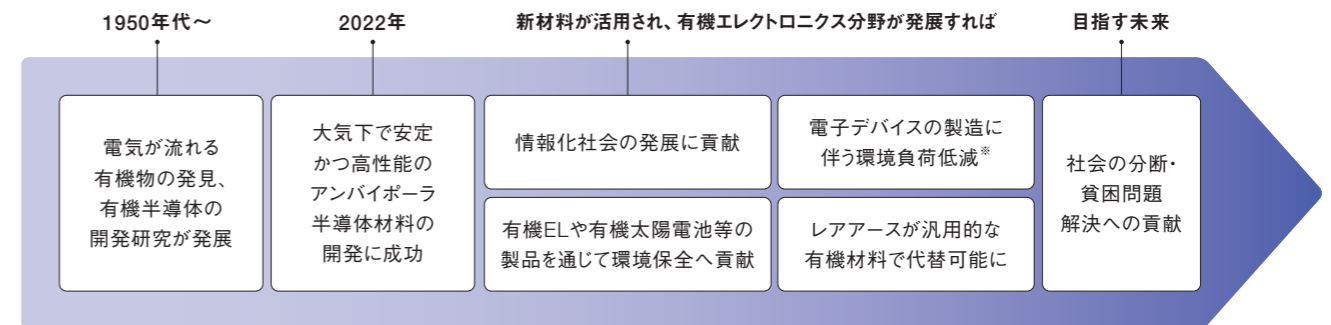 1950年代〜
2022年
新材料が活用され、有機エレクトロニクス分野が発展すれば
目指す未来
電気が流れる
有機物の発見、
有機半導体の
開発研究が発展
大気下で安定
かつ高性能の
アンバイポーラ
半導体材料の
開発に成功
情報化社会の発展に貢献
電子デバイスの製造に
伴う環境負荷低減※
有機ELや有機太陽電池等の
製品を通じて環境保全へ貢献
レアアースが汎用的な
有機材料で代替可能に
社会の分断・
貧困問題
解決への貢献